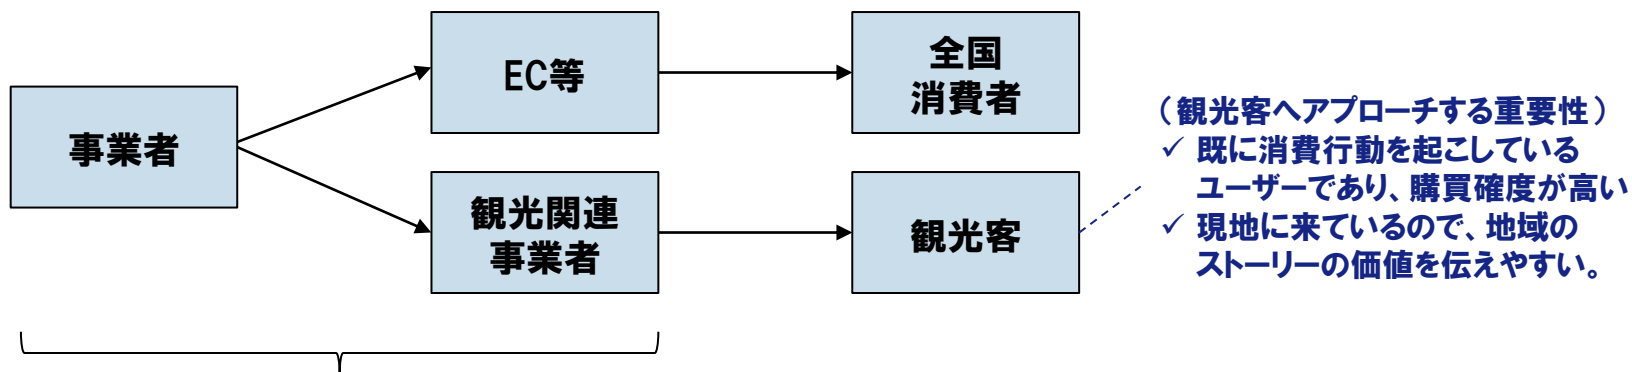 事業者
EC等
全国
消費者
観光関連
事業者
観光客
（観光客へアプローチする重要性）
✓ 既に消費行動を起こしている
ユーザーであり、購買確度が高い
✓ 現地に来ているので、地域の
ストーリーの価値を伝えやすい。